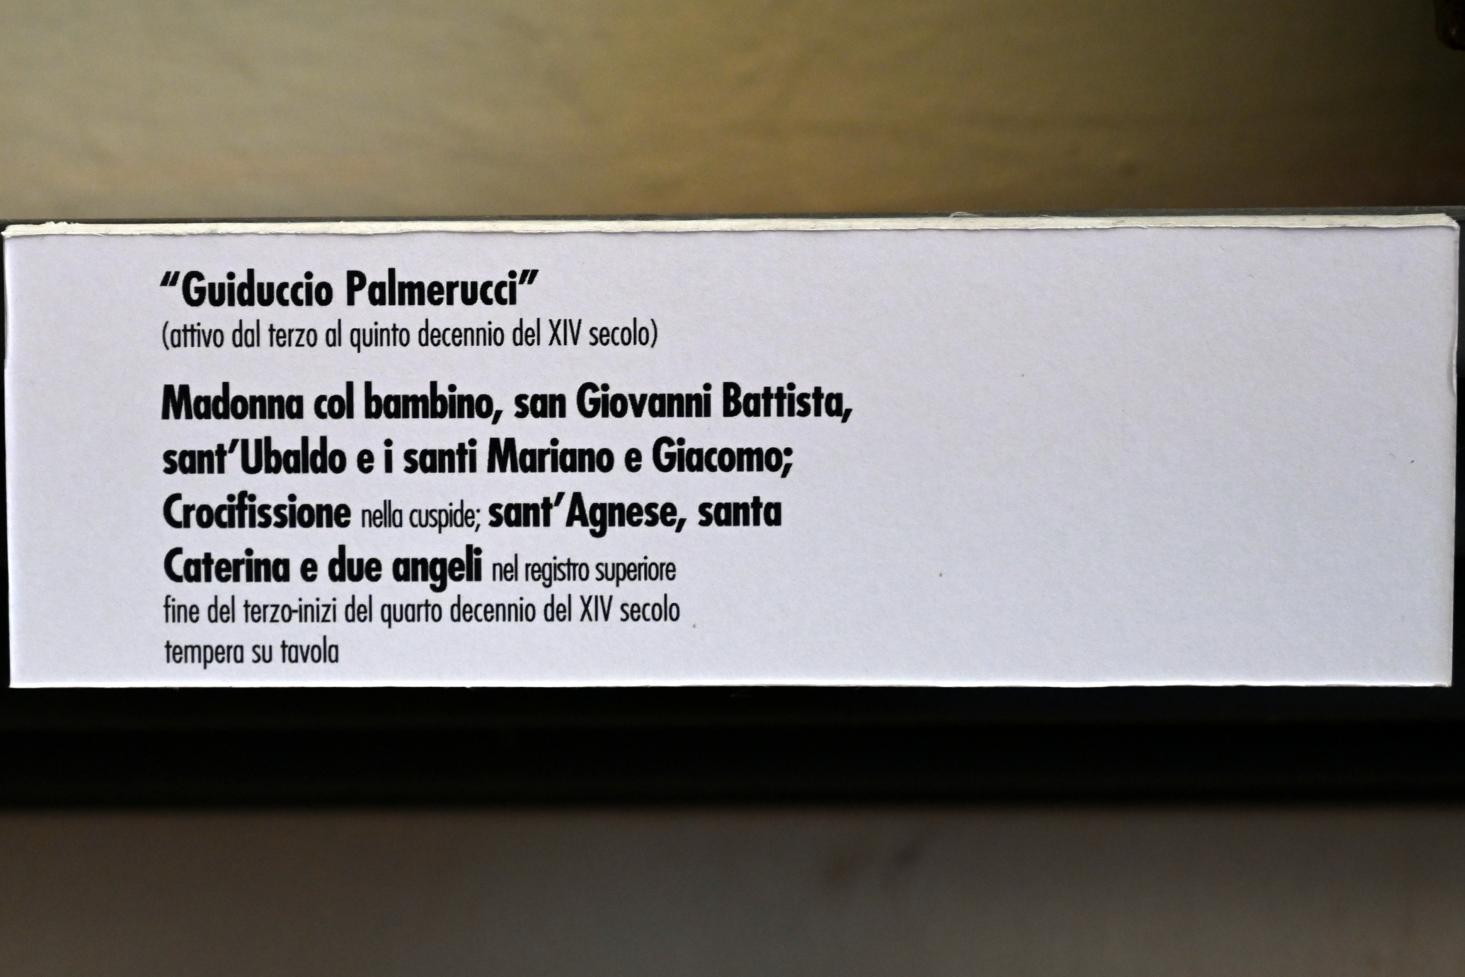 “Guiduccio Palmerucci”
(attivo dal terzo al quinto decennio del XIV secolo)
Madonna col bambino, san Giovanni Battista,
sant’Ubaldo e i santi Mariano e Giacomo;
Crocifissione nella cuspide; sant’Agnese, santa
Caterina e due angeli nel registro superiore
fine del terzo-inizi del quarto decennio del XIV secolo
tempera su tavola